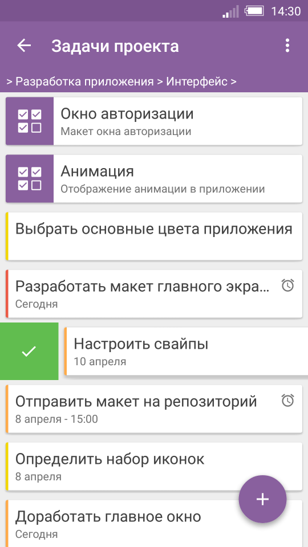 14:30
Задачи проекта
> Разработка приложения > Интерфейс >
Окно авторизации
Макет окна авторизации
Анимация
Отображение анимации в приложении
Выбрать основные цвета приложения
Разработать макет главного экра...
Сегодня
Настроить свайпы
10 апреля
Отправить макет на репозиторий
8 апреля - 15:00
Определить набор иконок
8 апреля
Доработать главное окно
Сегодня